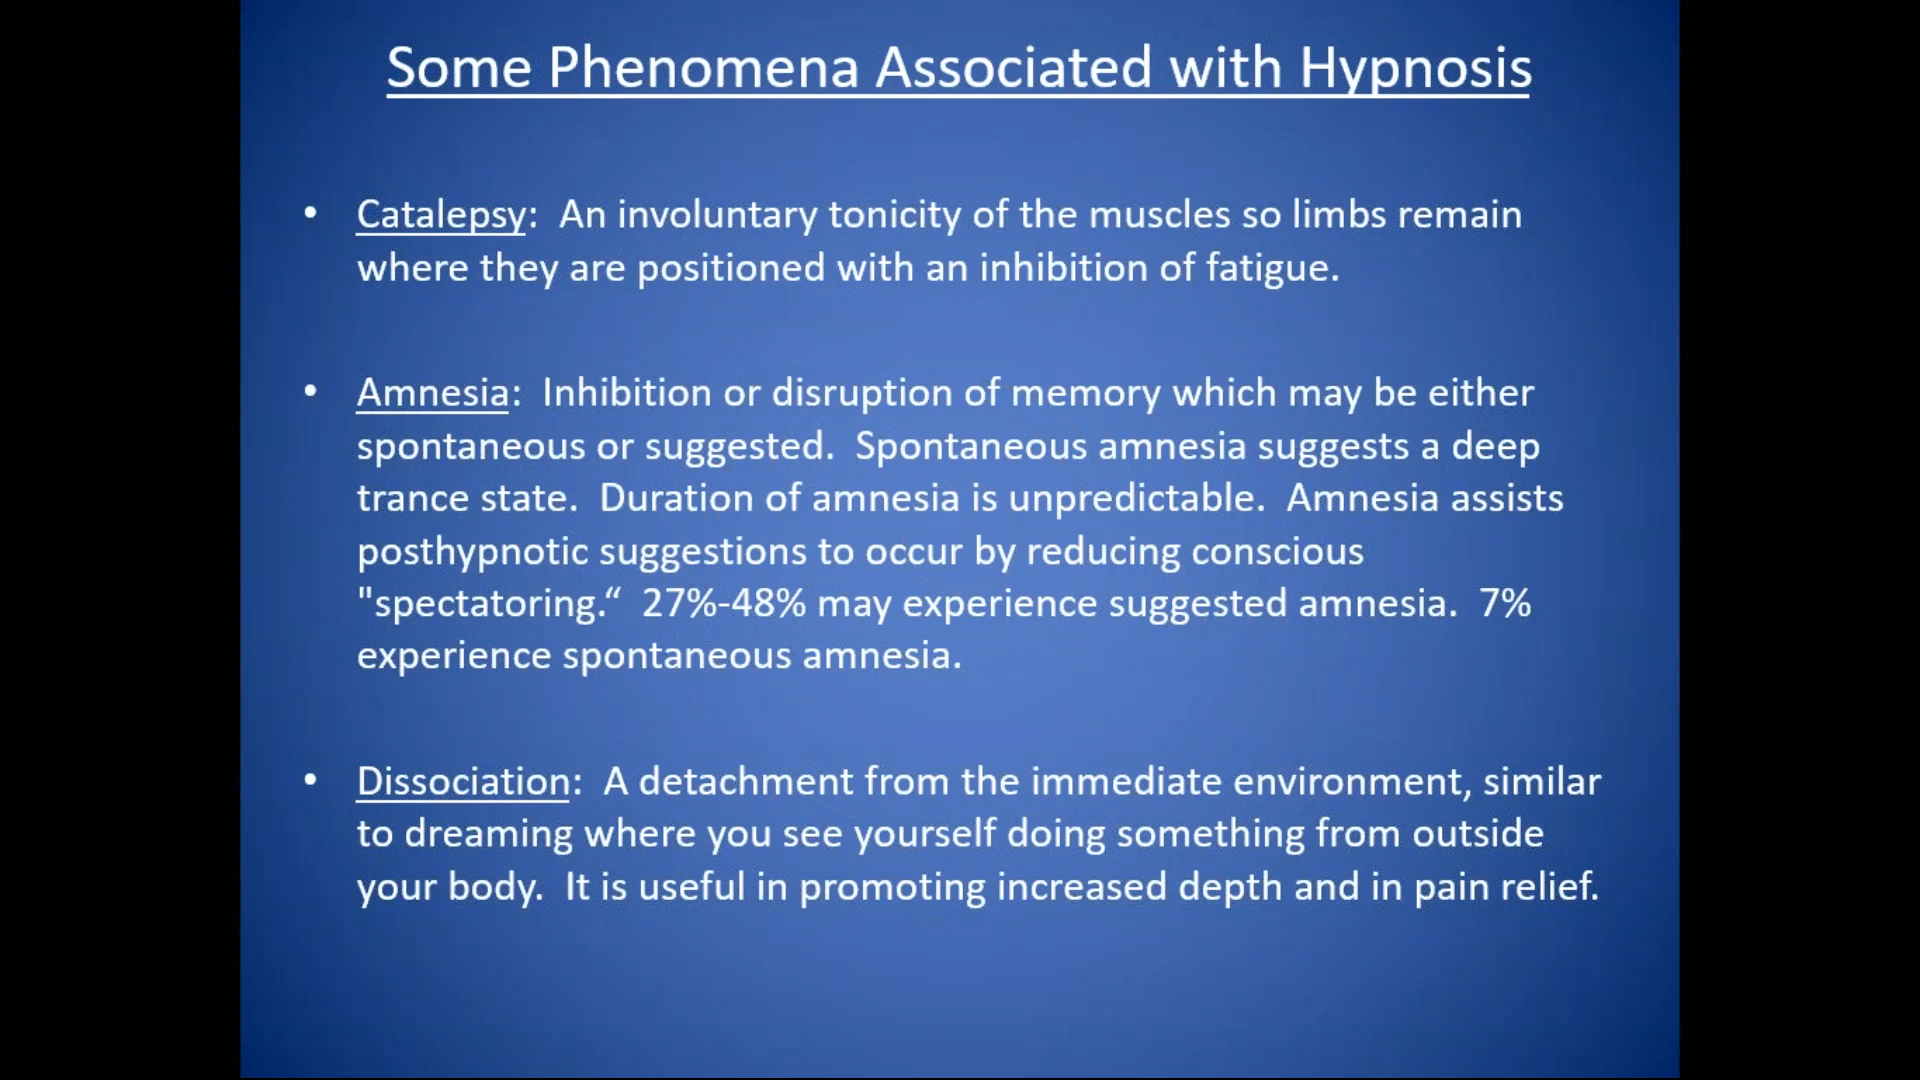 Some Phenomena Associated with Hypnosis
• Catalepsy:  An involuntary tonicity of the muscles so limbs remain
where they are positioned with an inhibition of fatigue.
• Amnesia:  Inhibition or disruption of memory which may be either
spontaneous or suggested.  Spontaneous amnesia suggests a deep
trance state.  Duration of amnesia is unpredictable.  Amnesia assists
posthypnotic suggestions to occur by reducing conscious
"spectatoring.“  27%-48% may experience suggested amnesia.  7%
experience spontaneous amnesia.
• Dissociation:  A detachment from the immediate environment, similar
to dreaming where you see yourself doing something from outside
your body.  It is useful in promoting increased depth and in pain relief.